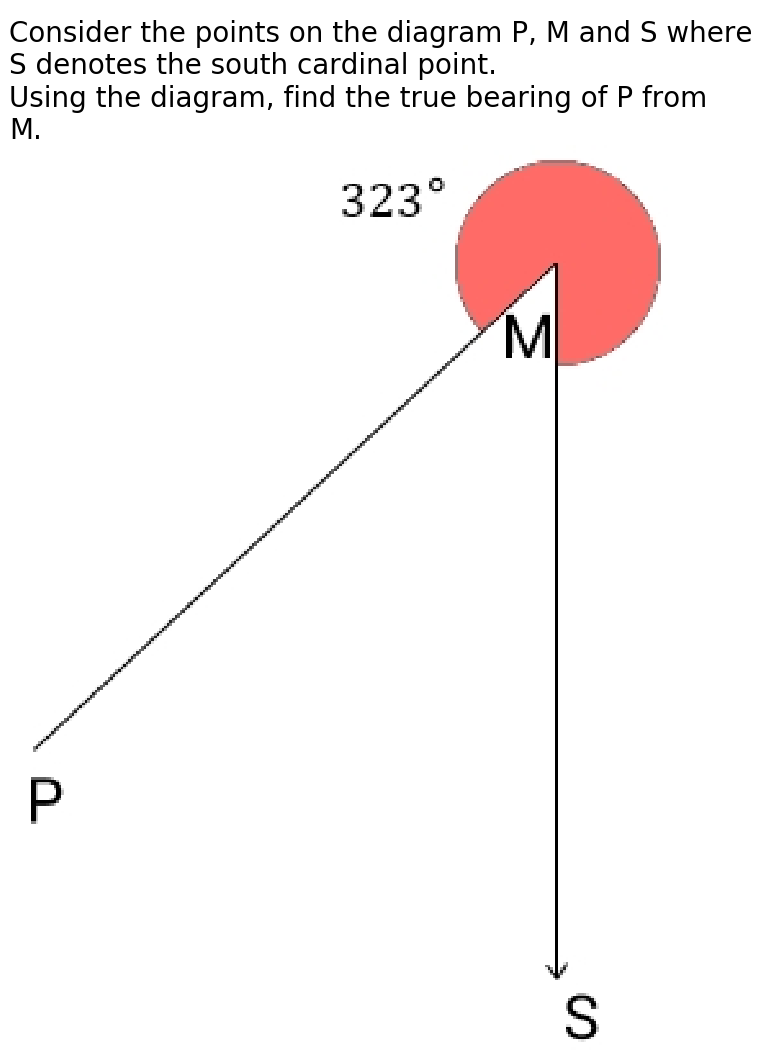 Consider the points on the diagram P, M and S where
S denotes the south cardinal point.
Using the diagram, find the true bearing of P from
M.
323°
M
P
S